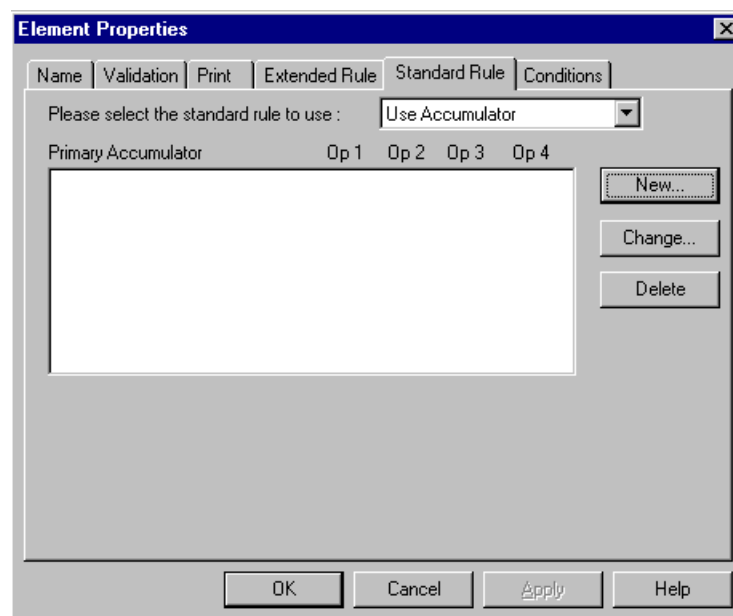 Element Properties
Name Validation Print Extended Rule Standard Rule Conditions
Please select the standard rule to use : Use Accumulator
Primary Accumulator Op 1 Op 2 Op 3 Op 4
New...
Change...
Delete
OK Cancel Apply Help